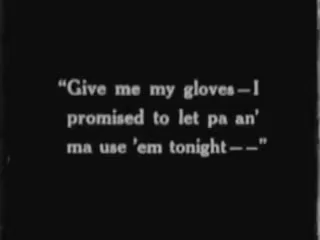 “Give me my gloves—I
promised to let pa an'
ma use 'em tonight——”